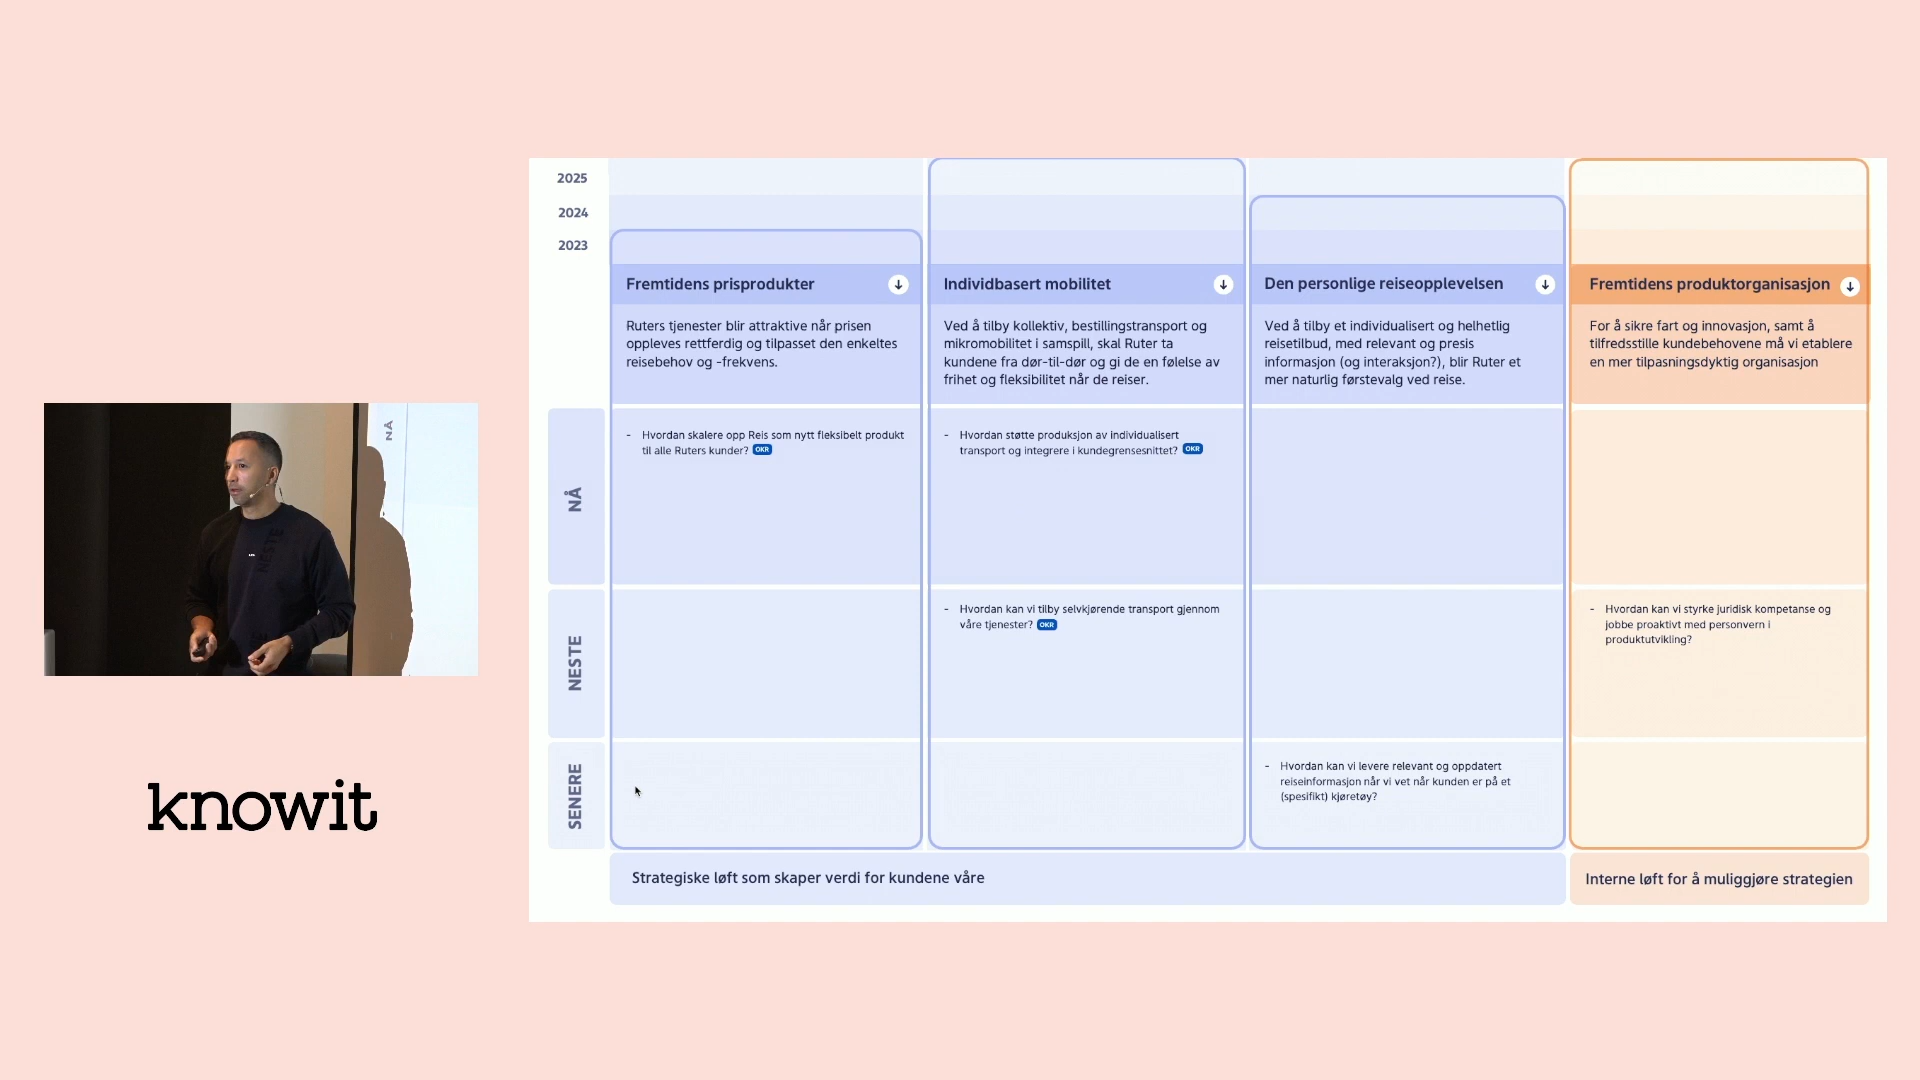 2025
2024
2023
Fremtidens prisprodukter
Ruters tjenester blir attraktive når prisen
oppleves rettferdig og tilpasset den enkeltes
reisebehov og -frekvens.
Individbasert mobilitet
Ved å tilby kollektiv, bestillingstransport og
mikromobilitet i samspill, skal Ruter ta
kundene fra dør-til-dør og gi de en følelse av
frihet og fleksibilitet når de reiser.
Den personlige reiseopplevelsen
Ved å tilby et individualisert og helhetlig
reisetilbud, med relevant og presis
informasjon (og interaksjon?), blir Ruter et
mer naturlig førstevalg ved reise.
Fremtidens produktorganisasjon
For å sikre fart og innovasjon, samt å
tilfredsstille kundebehovene må vi etablere
en mer tilpasningsdyktig organisasjon
NÅ
- Hvordan skalere opp Reis som nytt fleksibelt produkt
til alle Ruters kunder? OKR
- Hvordan støtte produksjon av individualisert
transport og integrere i kundegrensesnittet? OKR
NESTE
- Hvordan kan vi tilby selvkjørende transport gjennom
våre tjenester? OKR
- Hvordan kan vi styrke juridisk kompetanse og
jobbe proaktivt med personvern i
produktutvikling?
SENERE
- Hvordan kan vi levere relevant og oppdatert
reiseinformasjon når vi vet når kunden er på et
(spesifikt) kjøretøy?
Strategiske løft som skaper verdi for kundene våre
Interne løft for å muliggjøre strategien
NÅ
NESTE
knowit